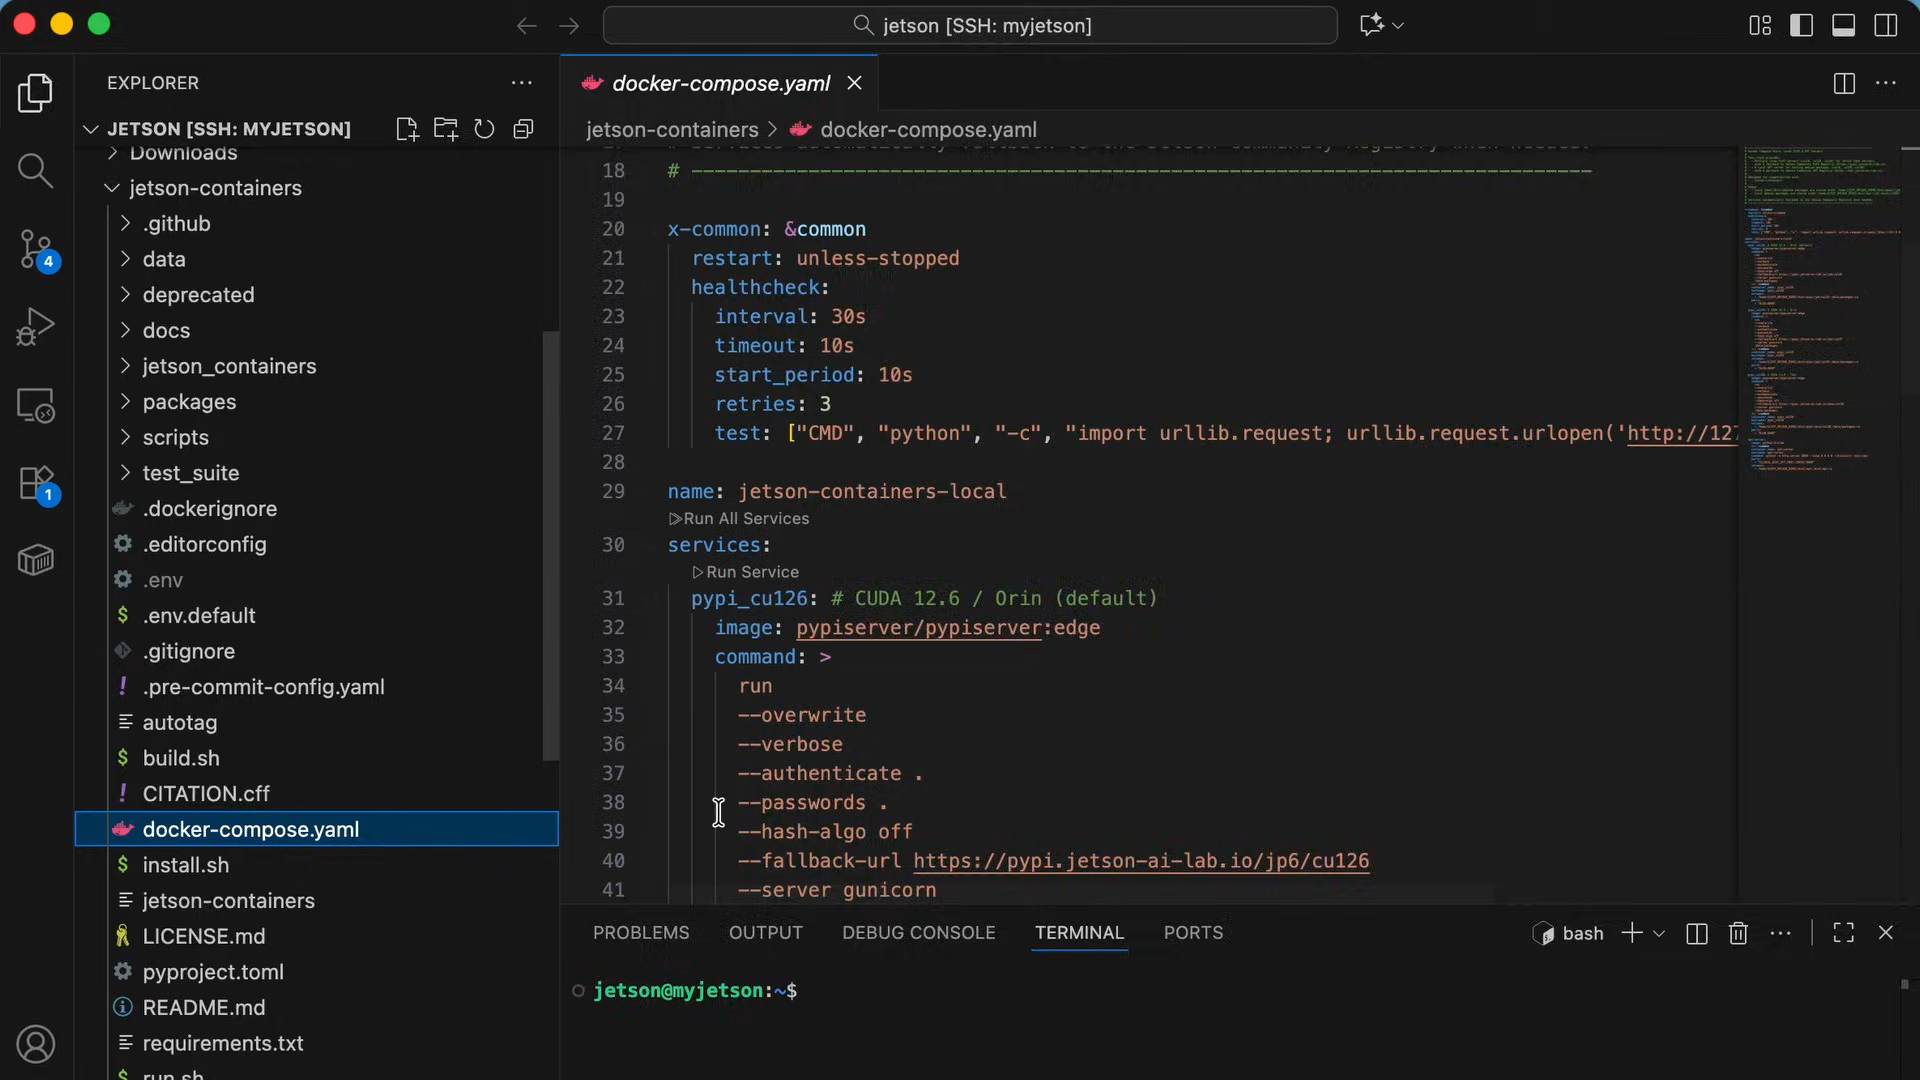 jetson [SSH: myjetson]
EXPLORER
JETSON [SSH: MYJETSON]
Downloads
jetson-containers
.github
data
deprecated
docs
jetson_containers
packages
scripts
test_suite
.dockerignore
.editorconfig
.env
.env.default
.gitignore
.pre-commit-config.yaml
autotag
build.sh
CITATION.cff
docker-compose.yaml
install.sh
jetson-containers
LICENSE.md
pyproject.toml
README.md
requirements.txt
run.sh
4
1
docker-compose.yaml
jetson-containers > docker-compose.yaml
18 # ------------------------------------------------------------------------------
19
20 x-common: &common
21 restart: unless-stopped
22 healthcheck:
23 interval: 30s
24 timeout: 10s
25 start_period: 10s
26 retries: 3
27 test: ["CMD", "python", "-c", "import urllib.request; urllib.request.urlopen('http://127
28
29 name: jetson-containers-local
Run All Services
30 services:
Run Service
31 pypi_cu126: # CUDA 12.6 / Orin (default)
32 image: pypiserver/pypiserver:edge
33 command: >
34 run
35 --overwrite
36 --verbose
37 --authenticate .
38 --passwords .
39 --hash-algo off
40 --fallback-url https://pypi.jetson-ai-lab.io/jp6/cu126
41 --server gunicorn
PROBLEMS OUTPUT DEBUG CONSOLE TERMINAL PORTS
bash
jetson@myjetson:~$